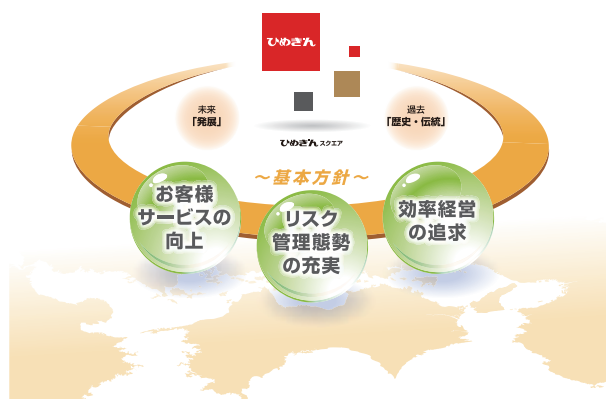 ひめぎん
未来
「発展」
過去
「歴史・伝統」
ひめぎんスクエア
～基本方針～
お客様
サービスの
向上
リスク
管理態勢
の充実
効率経営
の追求